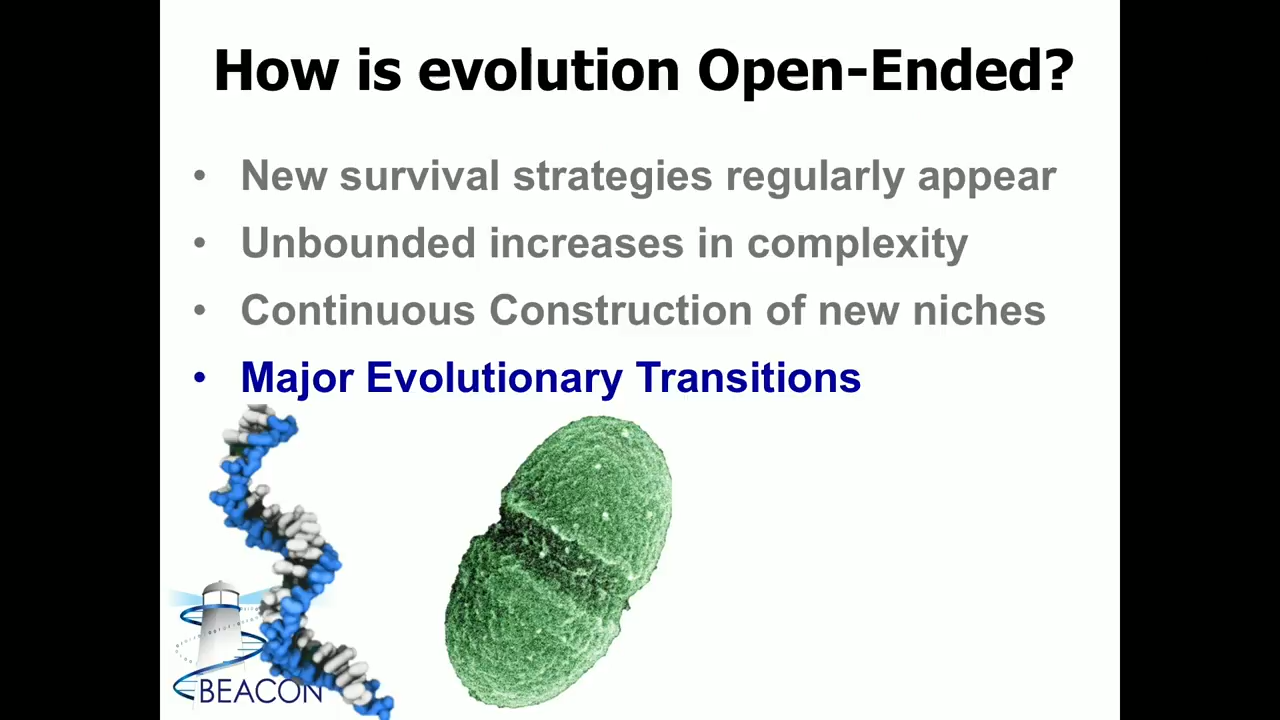 How is evolution Open-Ended?
• New survival strategies regularly appear
• Unbounded increases in complexity
• Continuous Construction of new niches
• Major Evolutionary Transitions
BEACON